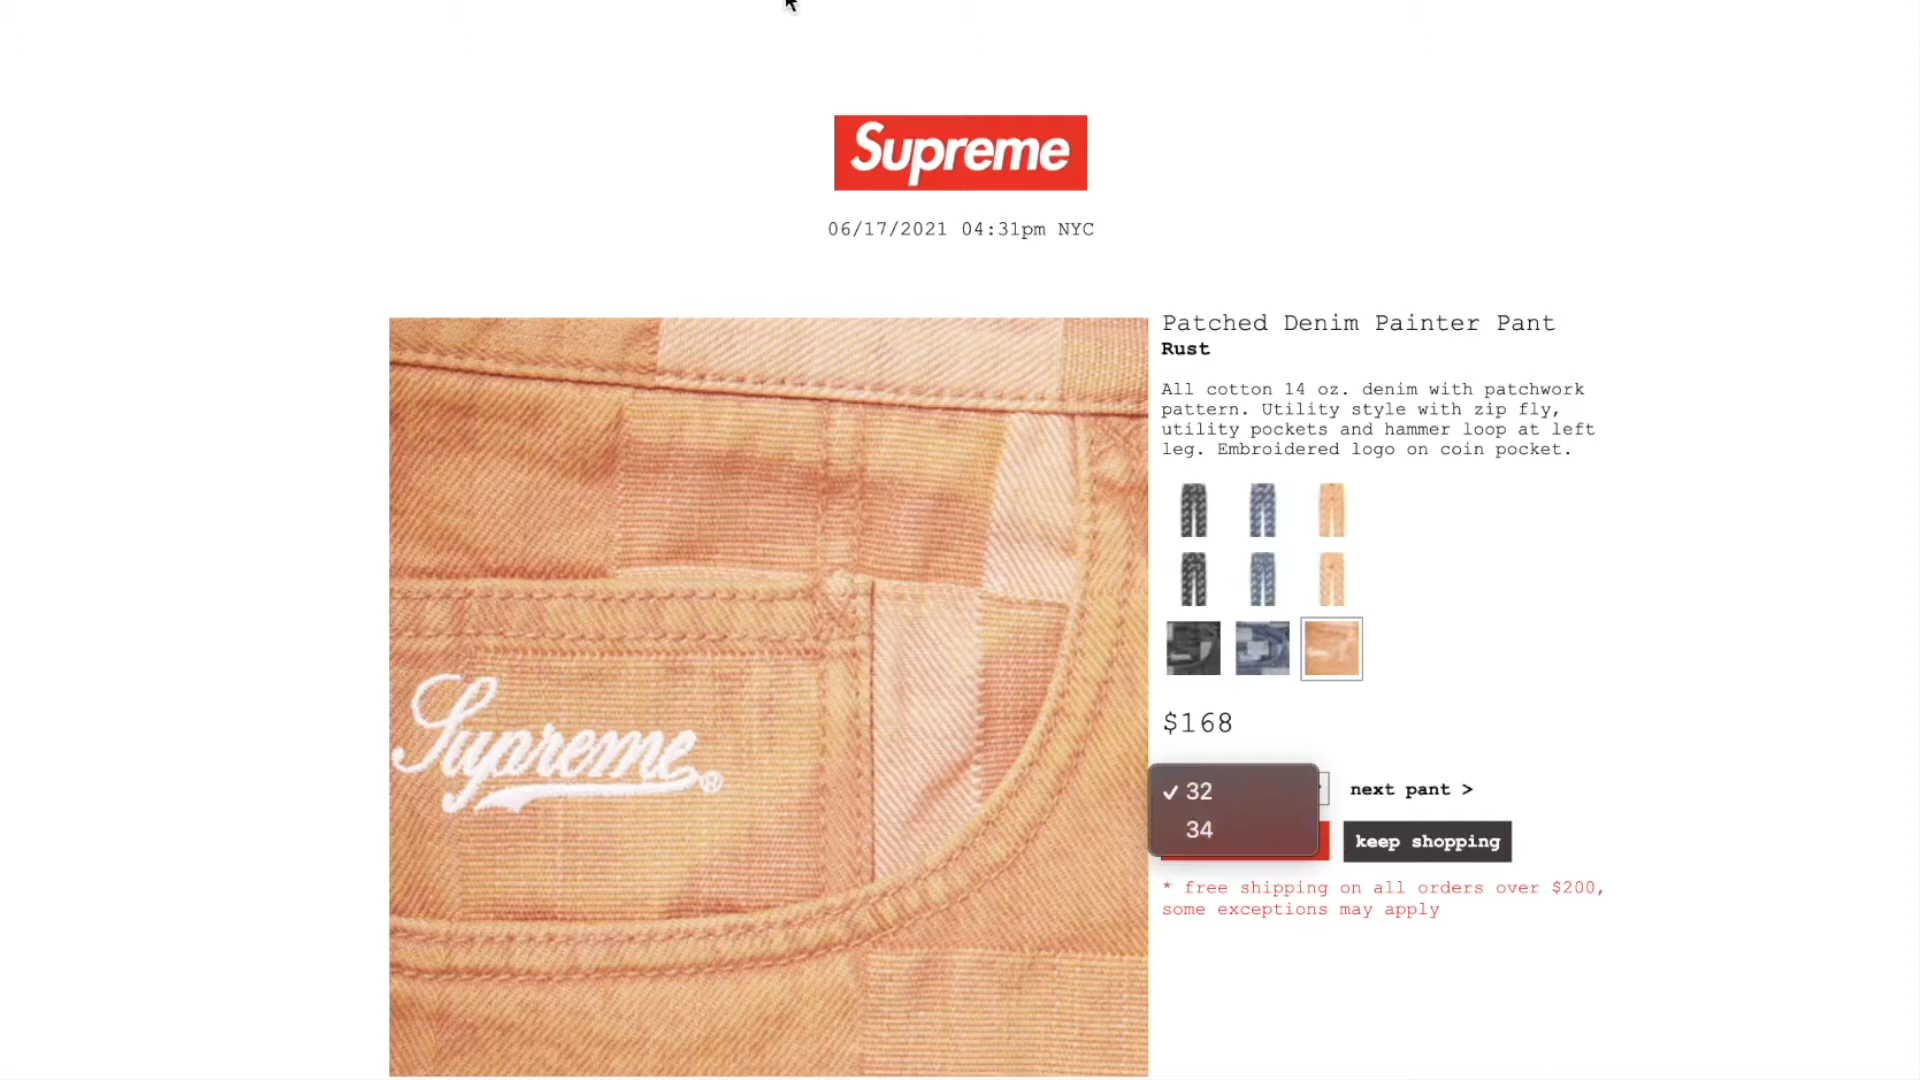 Supreme
06/17/2021 04:31pm NYC
Patched Denim Painter Pant
Rust
All cotton 14 oz. denim with patchwork
pattern. Utility style with zip fly,
utility pockets and hammer loop at left
leg. Embroidered logo on coin pocket.
Supreme®
$168
✓ 32
34
next pant >
keep shopping
* free shipping on all orders over $200,
some exceptions may apply